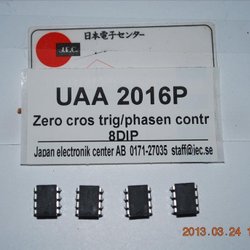 日本電子センター
J.E.C.
UAA 2016P
Zero cros trig/phasen contr
8DIP
Japan electronik center AB 0171-27035 staff@jec.se
2013.03.24